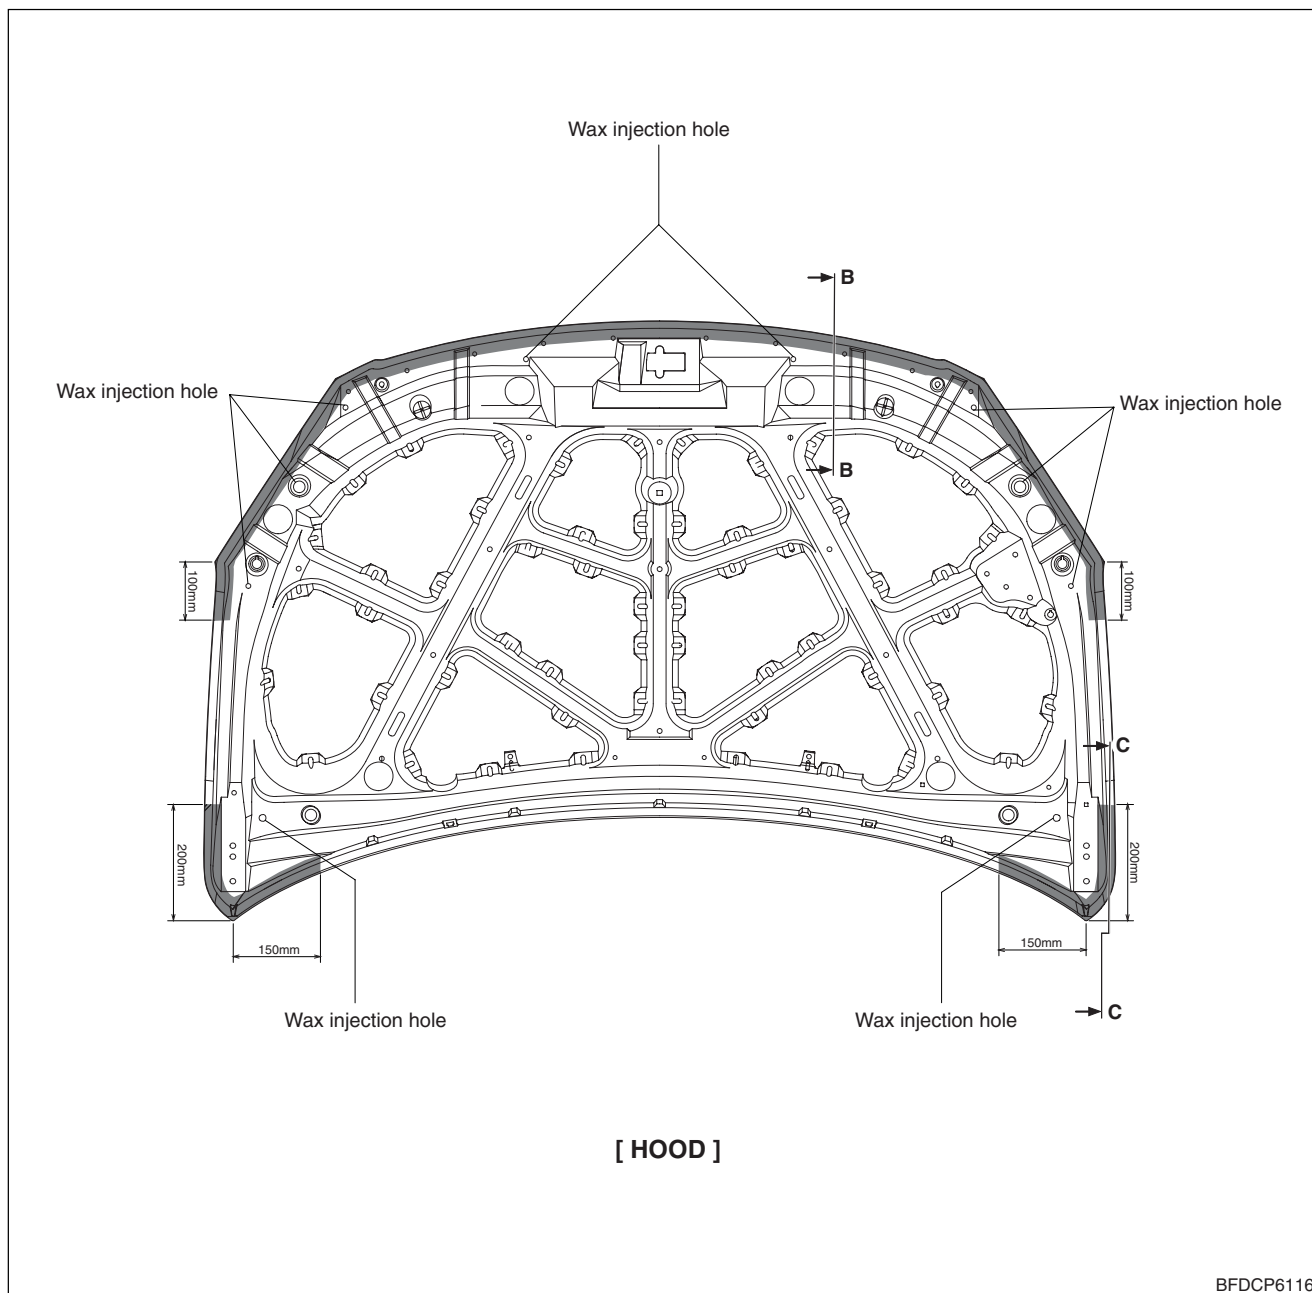 Wax injection hole
B
Wax injection hole
Wax injection hole
B
100mm
100mm
C
200mm
200mm
150mm
150mm
C
Wax injection hole
Wax injection hole
[ HOOD ]
BFDCP6116